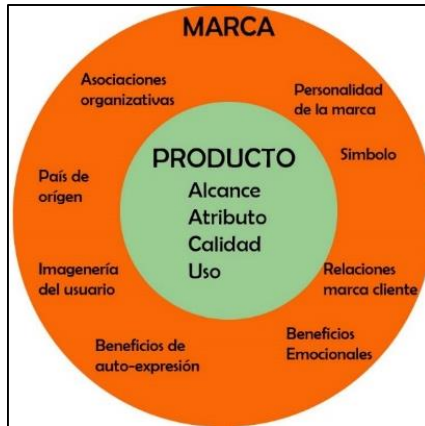 MARCA
Asociaciones
organizativas
Personalidad
de la marca
Simbolo
País de
orígen
PRODUCTO
Alcance
Atributo
Calidad
Uso
Imagenería
del usuario
Relaciones
marca cliente
Beneficios de
auto-expresión
Beneficios
Emocionales